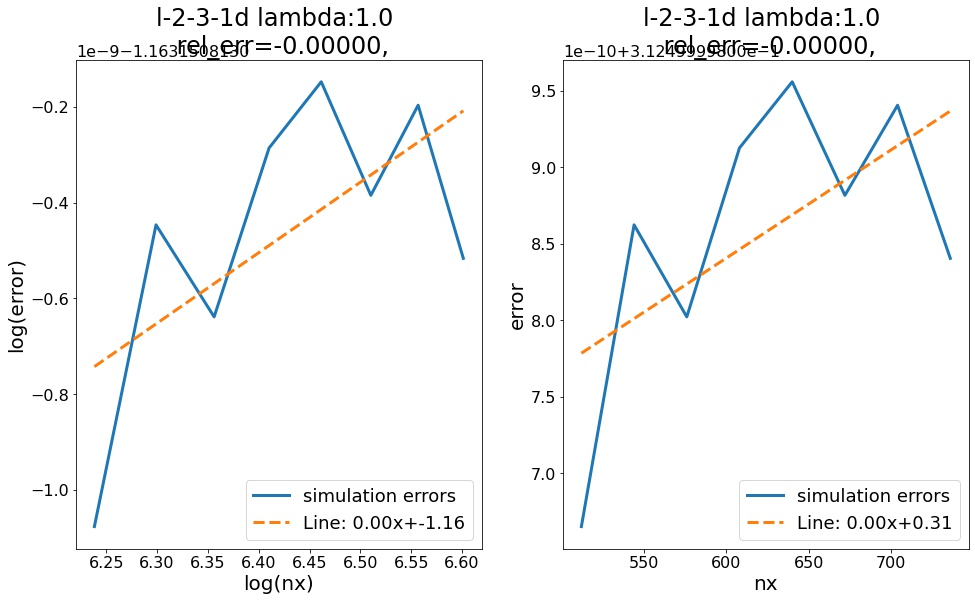 l-2-3-1d lambda:1.0
rel_err=-0.00000,
1e−9−1.1631508130
−0.2
−0.4
−0.6
−0.8
−1.0
log(error)
6.25 6.30 6.35 6.40 6.45 6.50 6.55 6.60
log(nx)
simulation errors
Line: 0.00x+-1.16
l-2-3-1d lambda:1.0
rel_err=-0.00000,
1e−10+3.1249999800e−1
9.5
9.0
8.5
8.0
7.5
7.0
error
550 600 650 700
nx
simulation errors
Line: 0.00x+0.31